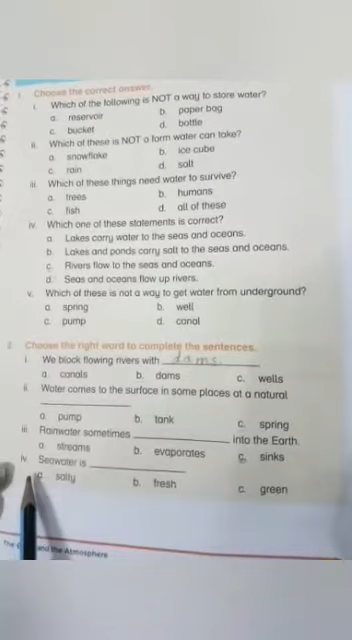 1. Choose the correct answer.
i. Which of the following is NOT a way to store water?
a. reservoir b. paper bag
c. bucket d. bottle
ii. Which of these is NOT a form water can take?
a. snowflake b. ice cube
c. rain d. salt
iii. Which of these things need water to survive?
a. trees b. humans
c. fish d. all of these
iv. Which one of these statements is correct?
a. Lakes carry water to the seas and oceans.
b. Lakes and ponds carry salt to the seas and oceans.
c. Rivers flow to the seas and oceans.
d. Seas and oceans flow up rivers.
v. Which of these is not a way to get water from underground?
a. spring b. well
c. pump d. canal
2. Choose the right word to complete the sentences.
i. We block flowing rivers with dams.
a. canals b. dams c. wells
ii. Water comes to the surface in some places at a natural
a. pump b. tank c. spring
iii. Rainwater sometimes ____________ into the Earth.
a. streams b. evaporates c. sinks
iv. Seawater is ____________
a. salty b. fresh c. green
The and the Atmosphere